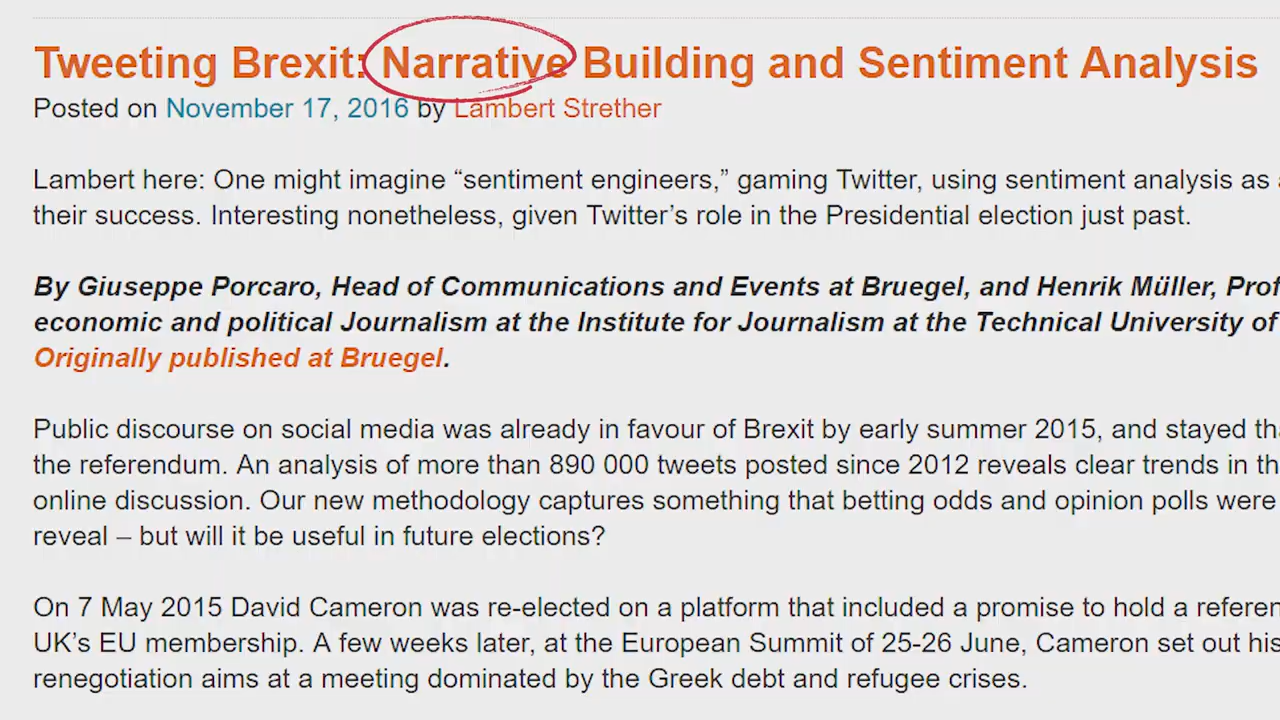 Tweeting Brexit: Narrative Building and Sentiment Analysis
Posted on November 17, 2016 by Lambert Strether
Lambert here: One might imagine “sentiment engineers,” gaming Twitter, using sentiment analysis as
their success. Interesting nonetheless, given Twitter’s role in the Presidential election just past.
By Giuseppe Porcaro, Head of Communications and Events at Bruegel, and Henrik Müller, Prof
economic and political Journalism at the Institute for Journalism at the Technical University of
Originally published at Bruegel.
Public discourse on social media was already in favour of Brexit by early summer 2015, and stayed tha
the referendum. An analysis of more than 890 000 tweets posted since 2012 reveals clear trends in th
online discussion. Our new methodology captures something that betting odds and opinion polls were
reveal – but will it be useful in future elections?
On 7 May 2015 David Cameron was re-elected on a platform that included a promise to hold a referen
UK’s EU membership. A few weeks later, at the European Summit of 25-26 June, Cameron set out his
renegotiation aims at a meeting dominated by the Greek debt and refugee crises.